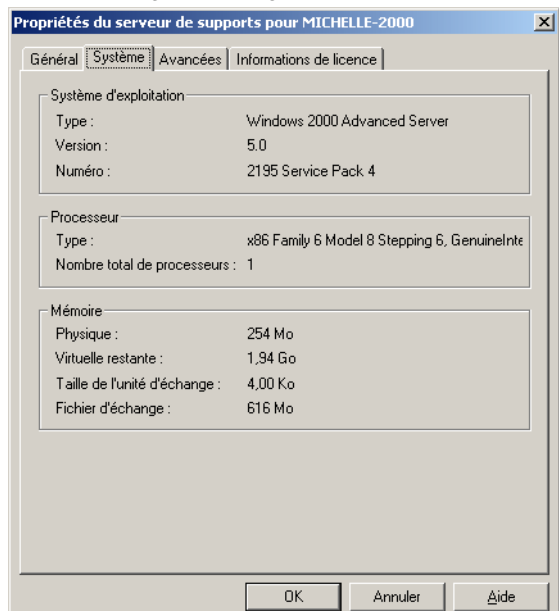 Propriétés du serveur de supports pour MICHELLE-2000
Général Système Avancées Informations de licence
Système d'exploitation
Type : Windows 2000 Advanced Server
Version : 5.0
Numéro : 2195 Service Pack 4
Processeur
Type : x86 Family 6 Model 8 Stepping 6, GenuineInte
Nombre total de processeurs : 1
Mémoire
Physique : 254 Mo
Virtuelle restante : 1,94 Go
Taille de l'unité d'échange : 4,00 Ko
Fichier d'échange : 616 Mo
OK Annuler Aide